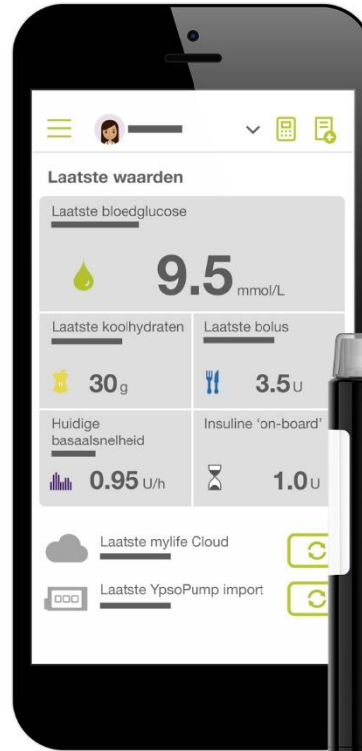 Laatste waarden
Laatste bloedglucose
9.5 mmol/L
Laatste koolhydraten
30 g
Laatste bolus
3.5 U
Huidige
basaalsnelheid
0.95 U/h
Insuline ‘on-board’
1.0 U
Laatste mylife Cloud
Laatste YpsoPump import